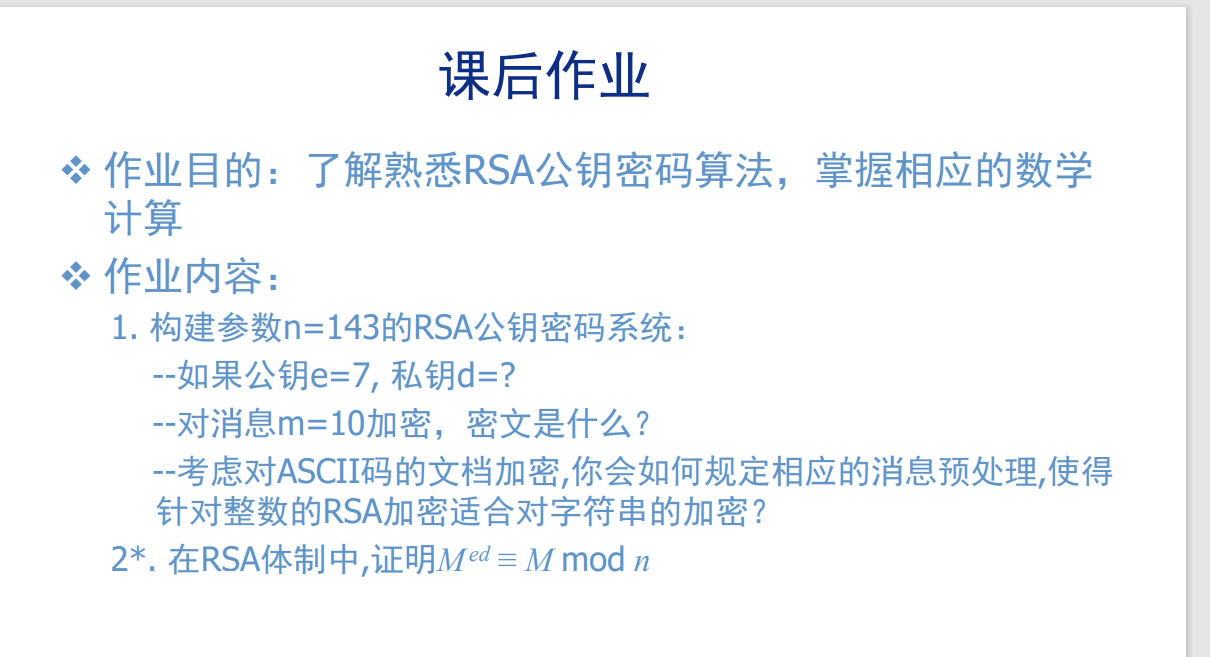 课后作业
❖ 作业目的：了解熟悉RSA公钥密码算法，掌握相应的数学
计算
❖ 作业内容：
1. 构建参数n=143的RSA公钥密码系统：
--如果公钥e=7, 私钥d=?
--对消息m=10加密，密文是什么？
--考虑对ASCII码的文档加密,你会如何规定相应的消息预处理,使得
针对整数的RSA加密适合对字符串的加密？
2*. 在RSA体制中,证明M^{ed} ≡ M mod n